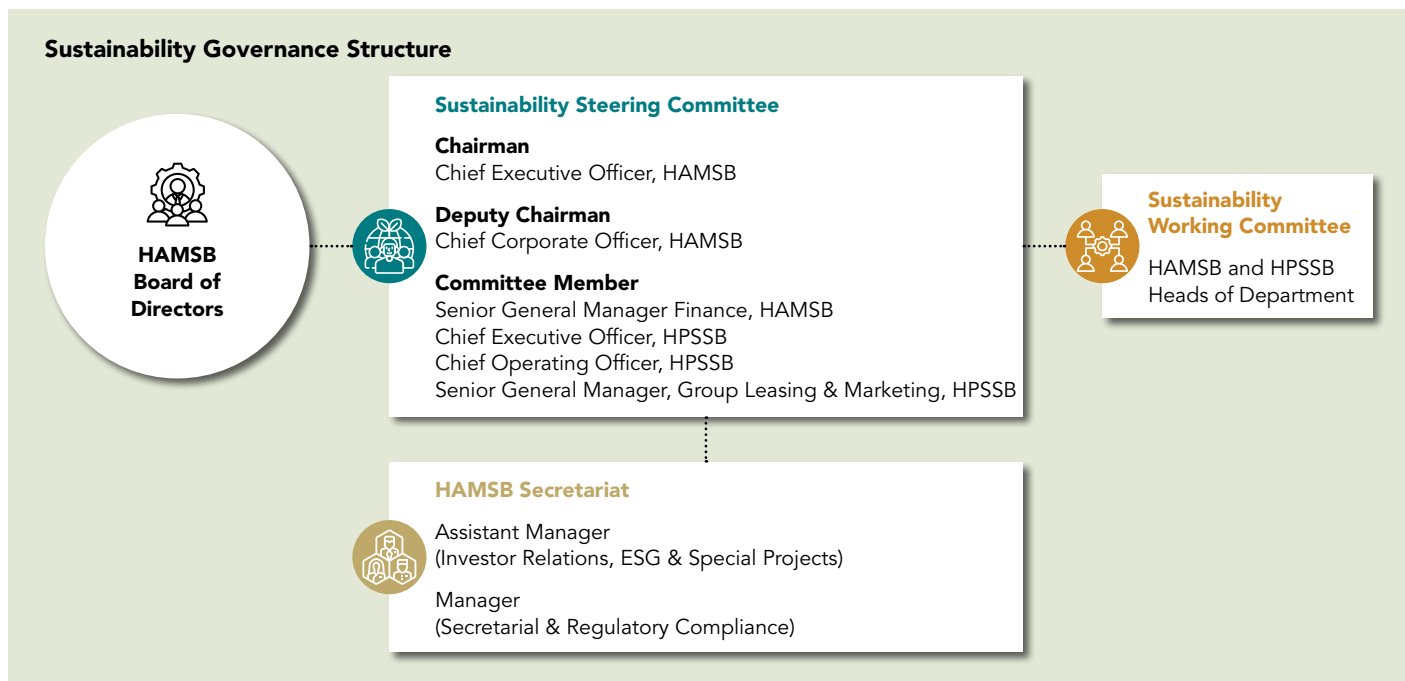 Sustainability Governance Structure
HAMSB
Board of
Directors
Sustainability Steering Committee
Chairman
Chief Executive Officer, HAMSB
Deputy Chairman
Chief Corporate Officer, HAMSB
Committee Member
Senior General Manager Finance, HAMSB
Chief Executive Officer, HPSSB
Chief Operating Officer, HPSSB
Senior General Manager, Group Leasing & Marketing, HPSSB
Sustainability
Working Committee
HAMSB and HPSSB
Heads of Department
HAMSB Secretariat
Assistant Manager
(Investor Relations, ESG & Special Projects)
Manager
(Secretarial & Regulatory Compliance)